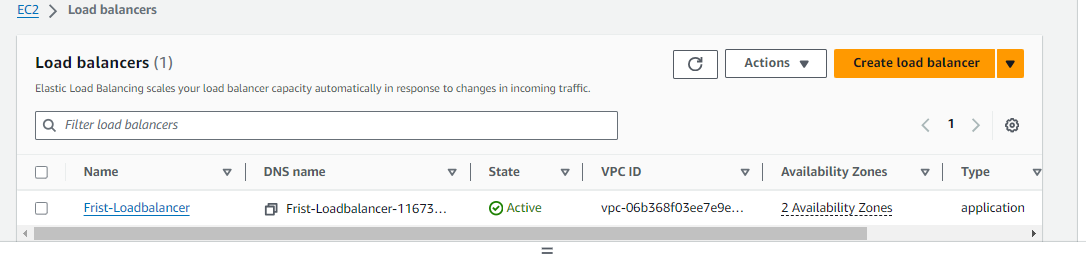 EC2 > Load balancers
Load balancers (1)
Actions
Create load balancer
Elastic Load Balancing scales your load balancer capacity automatically in response to changes in incoming traffic.
Filter load balancers
1
Name DNS name State VPC ID Availability Zones Type
Frist-Loadbalancer Frist-Loadbalancer-11673... Active vpc-06b368f03ee7e9e... 2 Availability Zones application